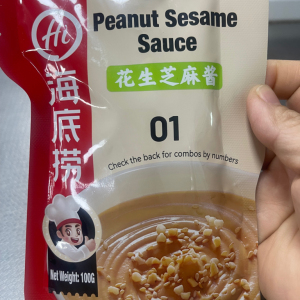 Hi
海底捞
Peanut Sesame
Sauce
花生芝麻酱
01
Check the back for combos by numbers
Net Weight: 100G